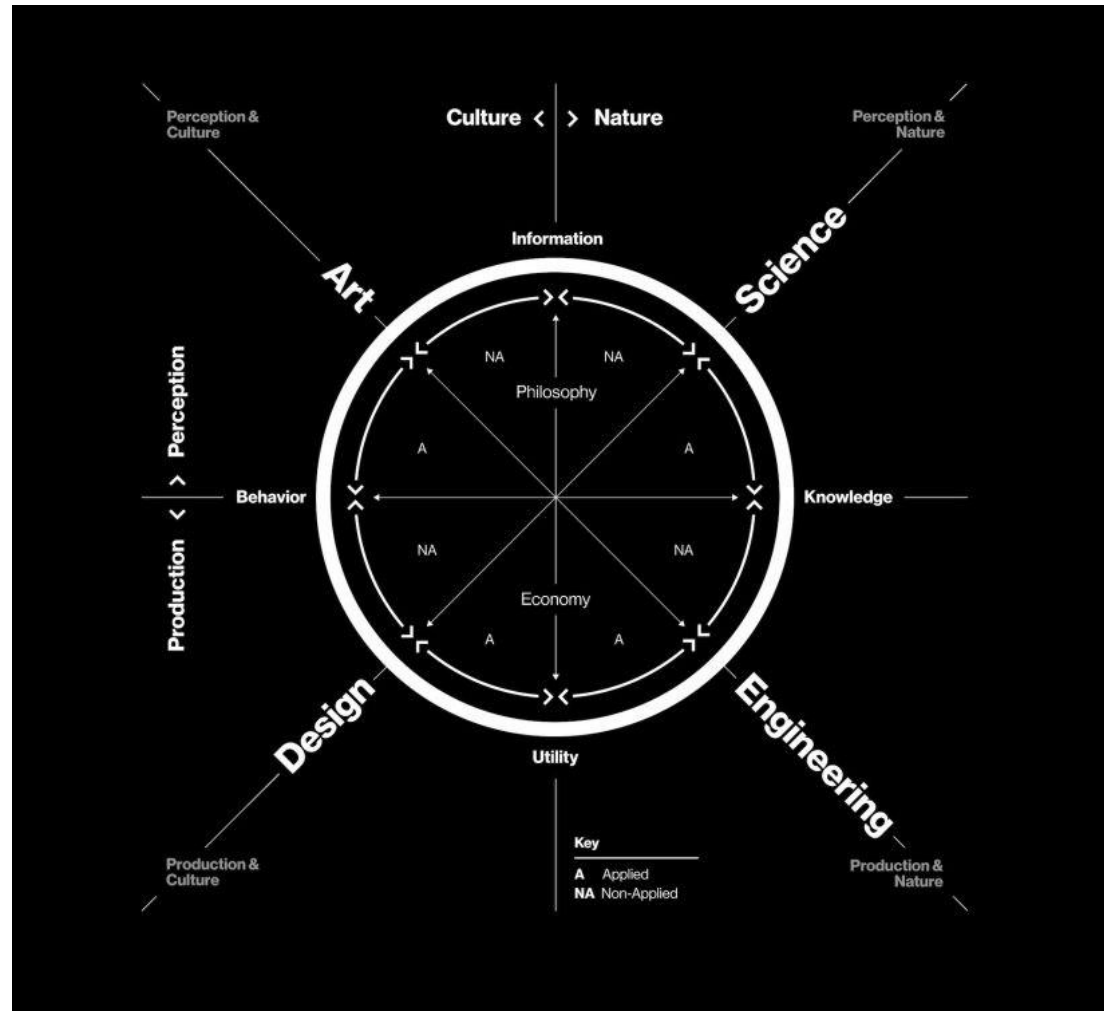 Perception &
Culture
Culture < > Nature
Perception &
Nature
Information
Art
Science
NA
NA
Philosophy
Production < > Perception
A
A
Behavior
Knowledge
NA
NA
Economy
A
A
Design
Engineering
Utility
Key
A Applied
NA Non-Applied
Production &
Culture
Production &
Nature